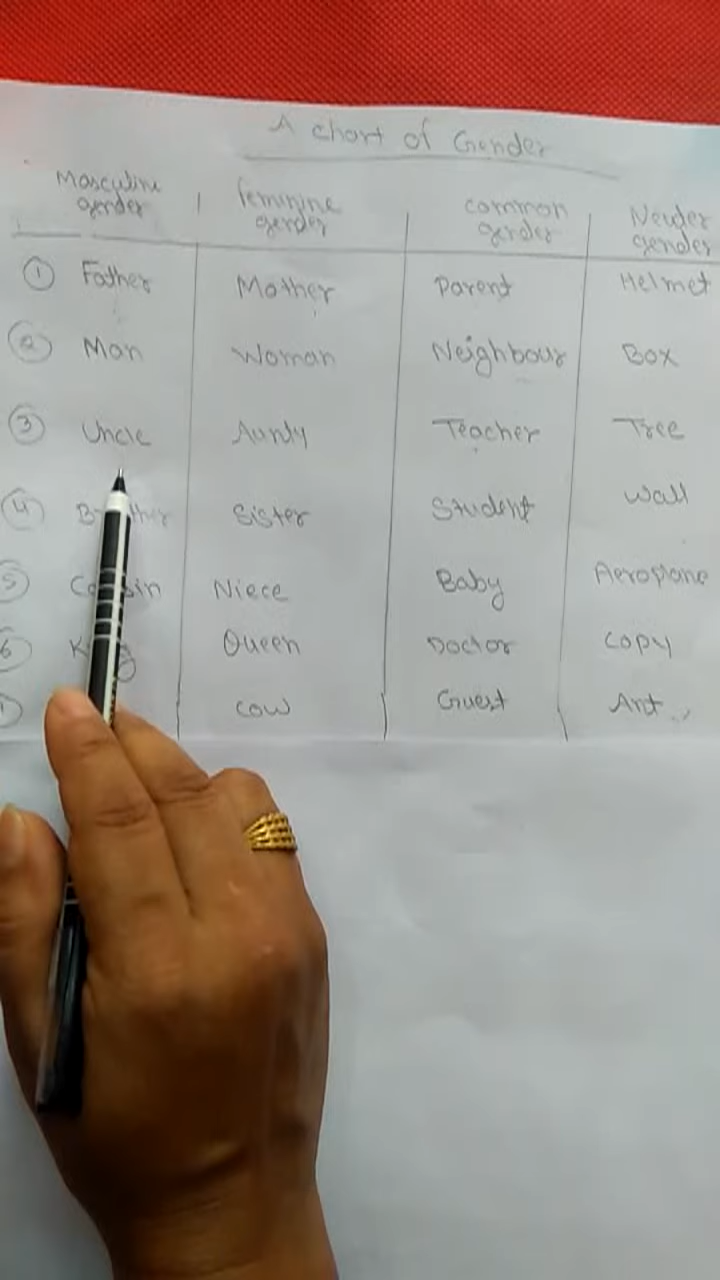 A chart of Gender
Masculine gender | Feminine gender | common gender | Neuter gender
① Father Mother Parent Helmet
② Man Woman Neighbour Box
③ Uncle Aunty Teacher Tree
④ Sister Student Wall
⑤ Niece Baby Aeroplane
⑥ Queen Doctor Copy
Cow Guest Ant